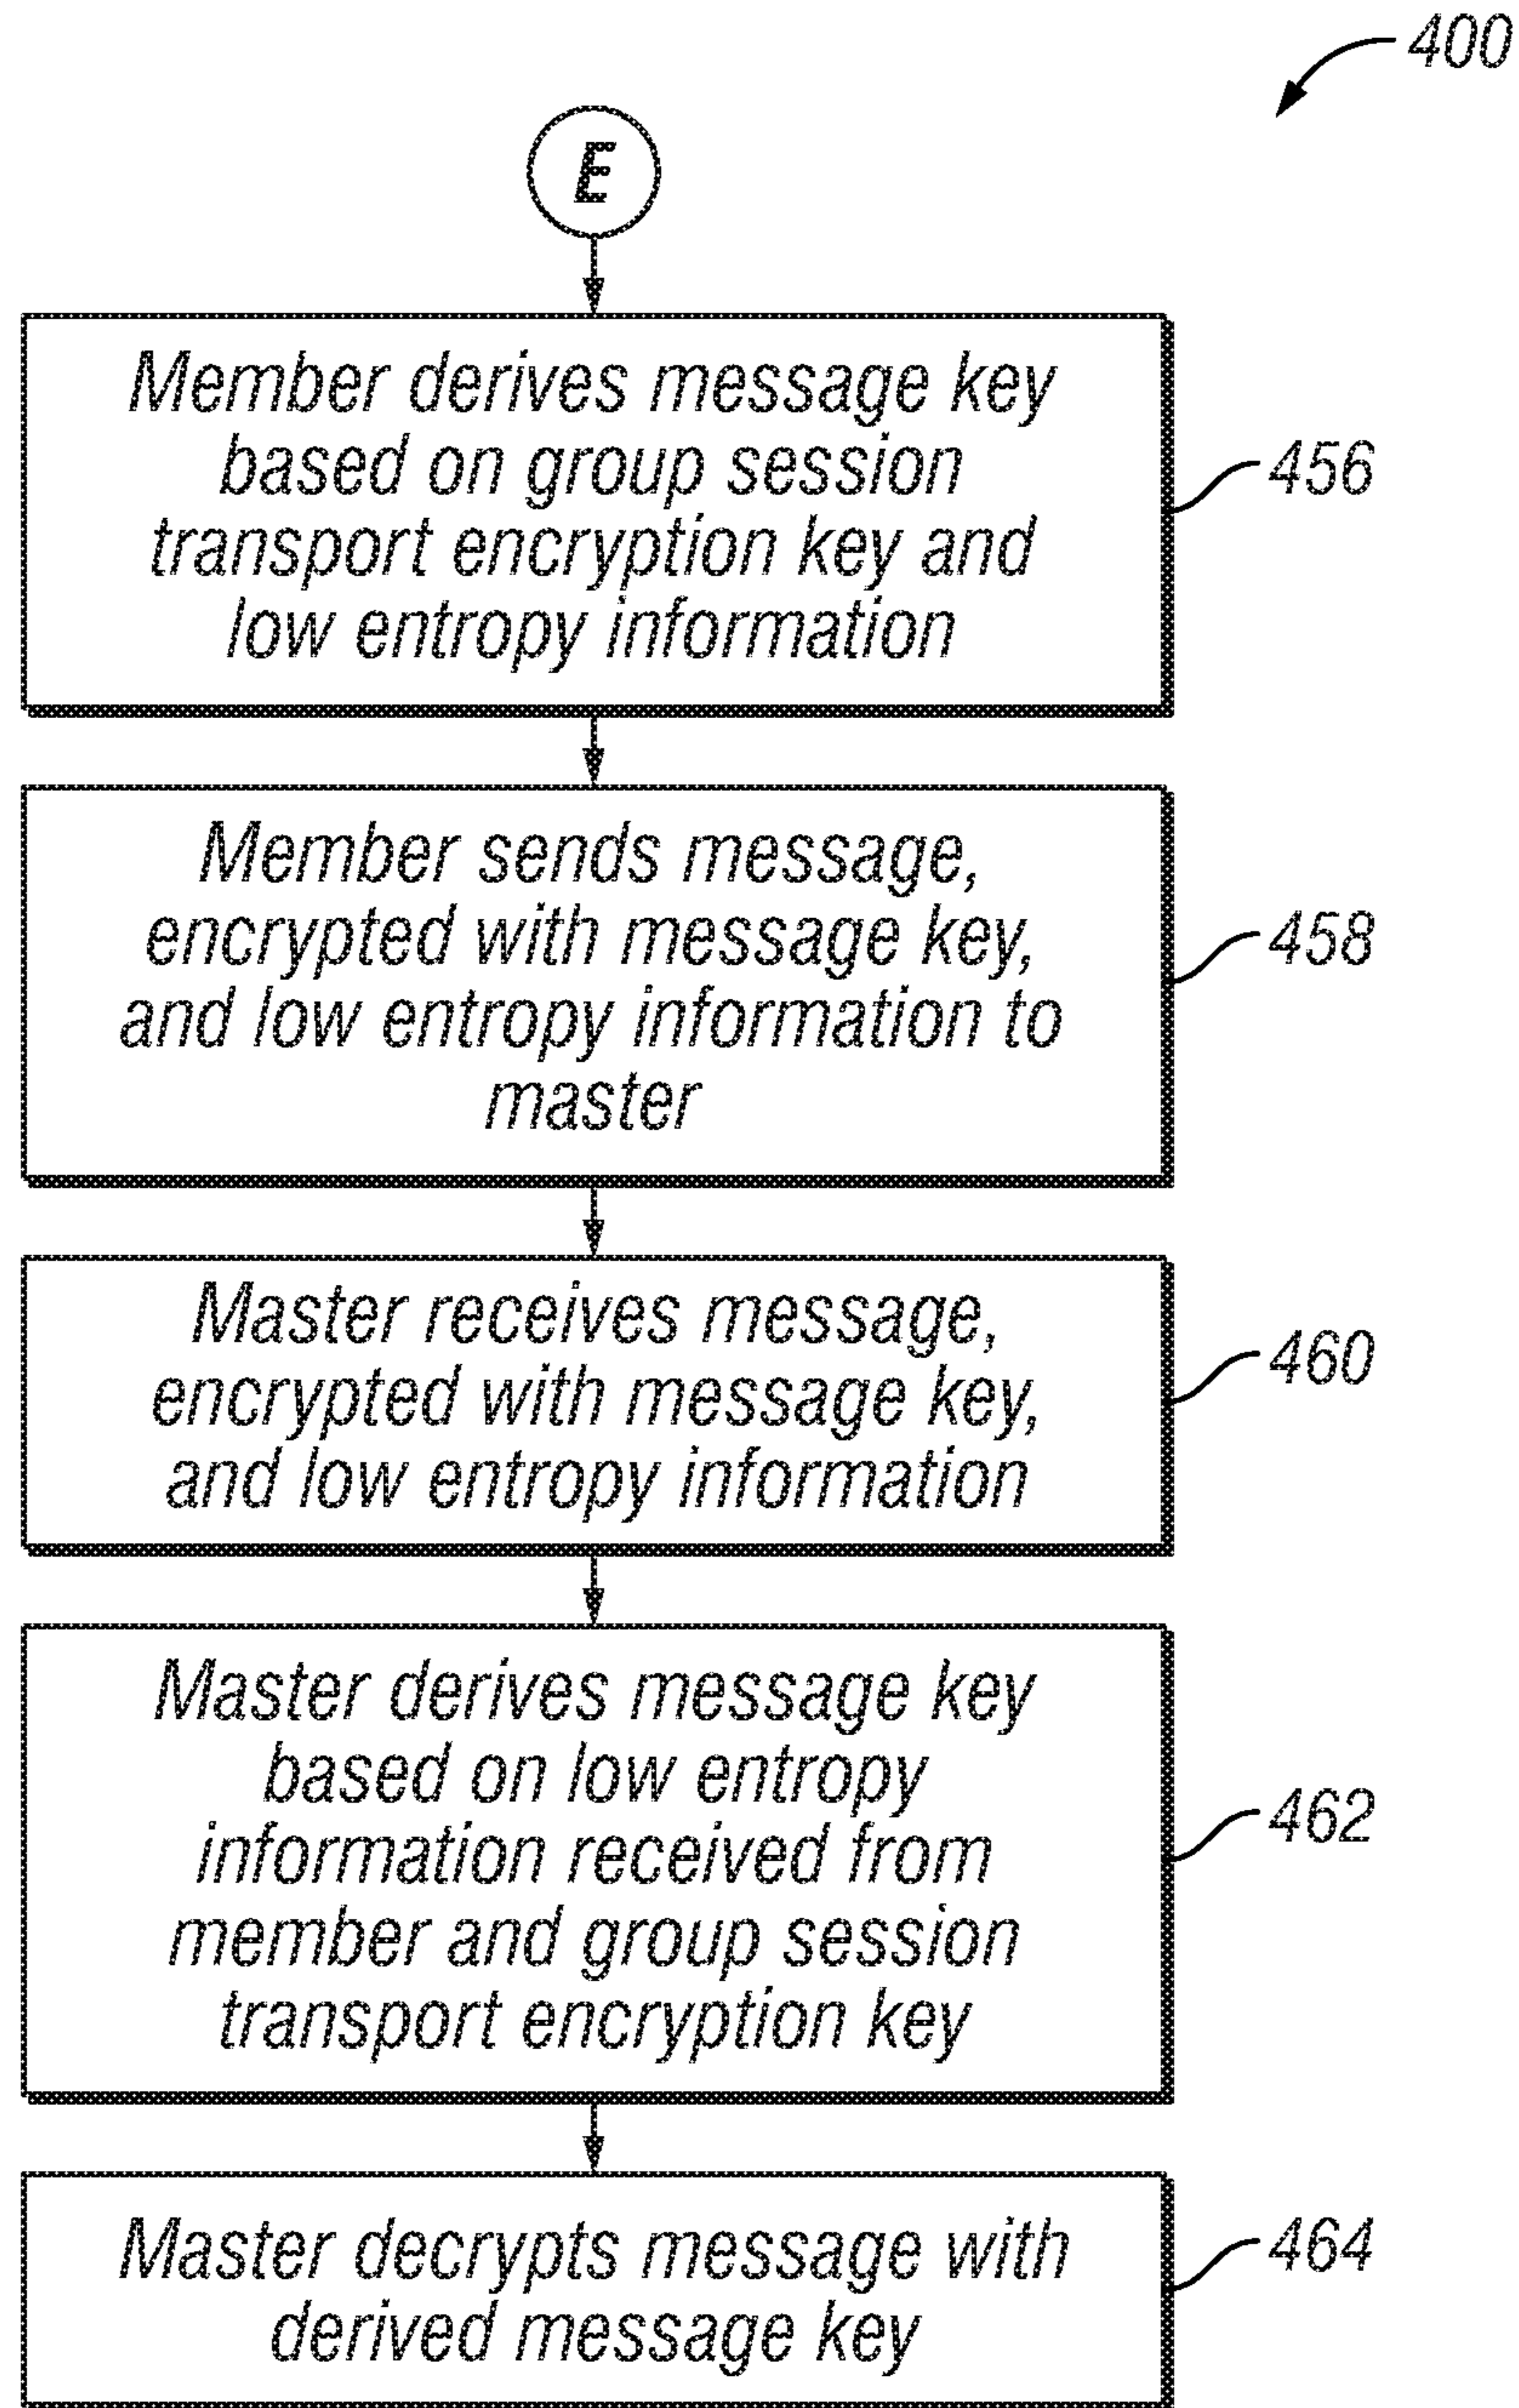 400
E
Member derives message key
based on group session
transport encryption key and
low entropy information
456
Member sends message,
encrypted with message key,
and low entropy information to
master
458
Master receives message,
encrypted with message key,
and low entropy information
460
Master derives message key
based on low entropy
information received from
member and group session
transport encryption key
462
Master decrypts message with
derived message key
464